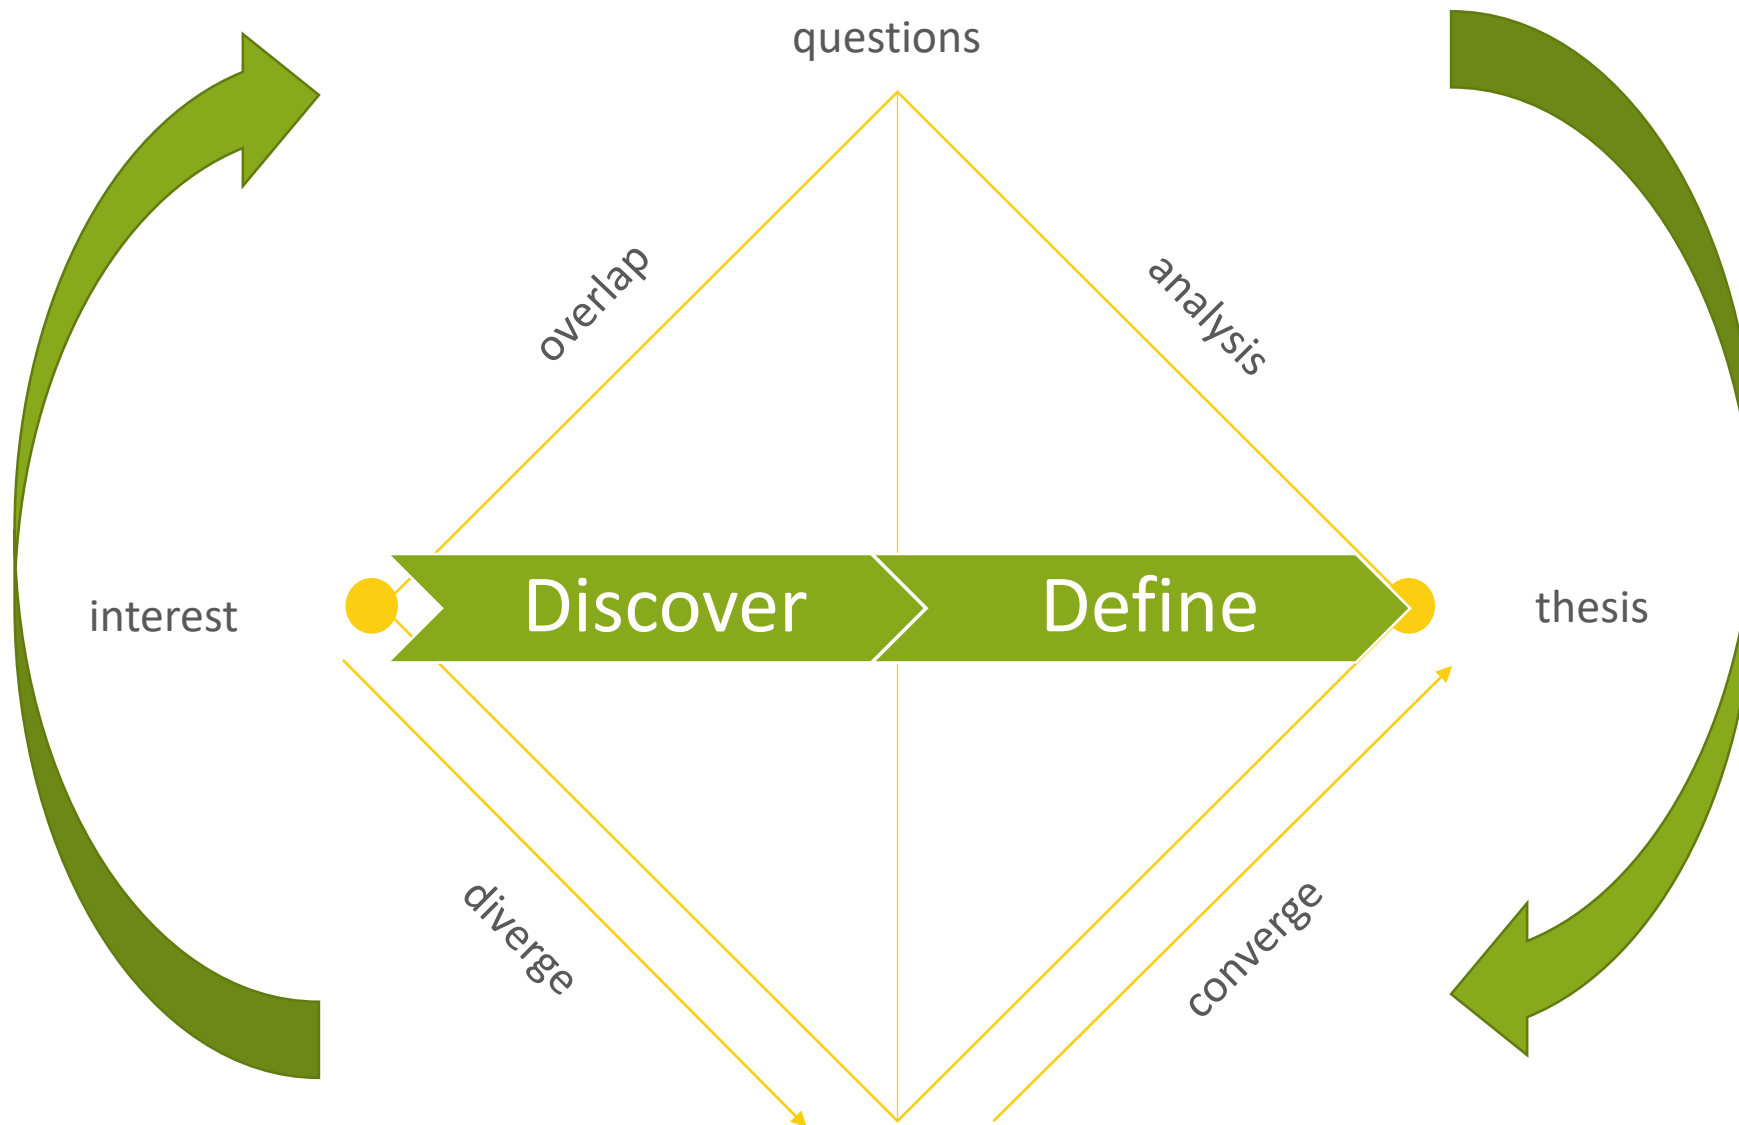 questions
overlap
analysis
interest
Discover
Define
thesis
diverge
converge